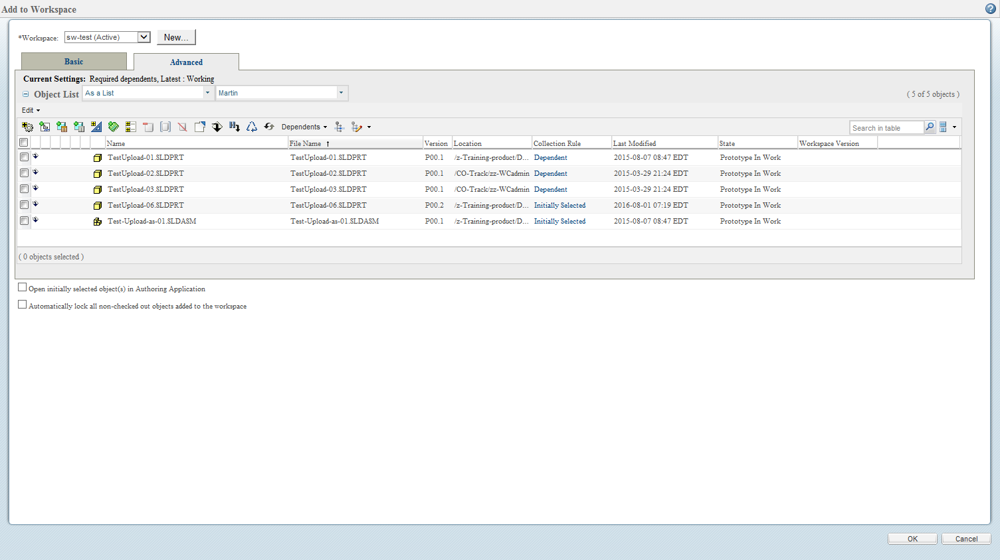 Add to Workspace
*Workspace: sw-test (Active) New...
Basic Advanced
Current Settings: Required dependents, Latest : Working
Object List As a List Martin ( 5 of 5 objects )
Edit
Dependents Search in table
Name File Name ↑ Version Location Collection Rule Last Modified State Workspace Version
TestUpload-01.SLDPRT TestUpload-01.SLDPRT P00.1 /z-Training-product/D... Dependent 2015-08-07 08:47 EDT Prototype In Work
TestUpload-02.SLDPRT TestUpload-02.SLDPRT P00.1 /CO-Track/zz-WCadmin Dependent 2015-03-29 21:24 EDT Prototype In Work
TestUpload-03.SLDPRT TestUpload-03.SLDPRT P00.1 /CO-Track/zz-WCadmin Dependent 2015-03-29 21:24 EDT Prototype In Work
TestUpload-06.SLDPRT TestUpload-06.SLDPRT P00.2 /z-Training-product/D... Initially Selected 2016-08-01 07:19 EDT Prototype In Work
Test-Upload-as-01.SLDASM Test-Upload-as-01.SLDASM P00.1 /z-Training-product/D... Initially Selected 2015-08-07 08:47 EDT Prototype In Work
( 0 objects selected )
Open initially selected object(s) in Authoring Application
Automatically lock all non-checked out objects added to the workspace
OK Cancel